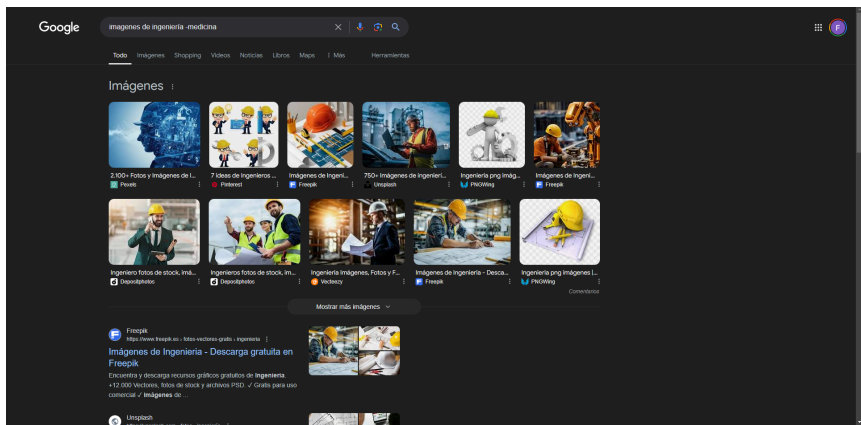 Google
imagenes de ingeniería -medicina
F
Todo Imágenes Shopping Videos Noticias Libros Maps Más Herramientas
Imágenes
2.100+ Fotos y Imágenes de I...
Pexels
7 ideas de Ingenieros ...
Pinterest
Imágenes de Ingeni...
Freepik
750+ Imágenes de Ingenierí...
Unsplash
Ingeniería png imág...
PNGWing
Imágenes de Ingeni...
Freepik
Ingeniero fotos de stock, imá...
Depositphotos
Ingenieros fotos de stock, im...
Depositphotos
Ingeniería Imágenes, Fotos y F...
Vecteezy
Imágenes de Ingeniería - Desca...
Freepik
Ingeniería png imágenes |...
PNGWing
Comentarios
Mostrar más imágenes
Freepik
https://www.freepik.es › fotos-vectores-gratis › ingenieria
Imágenes de Ingenieria - Descarga gratuita en
Freepik
Encuentra y descarga recursos gráficos gratuitos de Ingenieria.
+12.000 Vectores, fotos de stock y archivos PSD. ✓ Gratis para uso
comercial ✓ Imágenes de ...
Unsplash